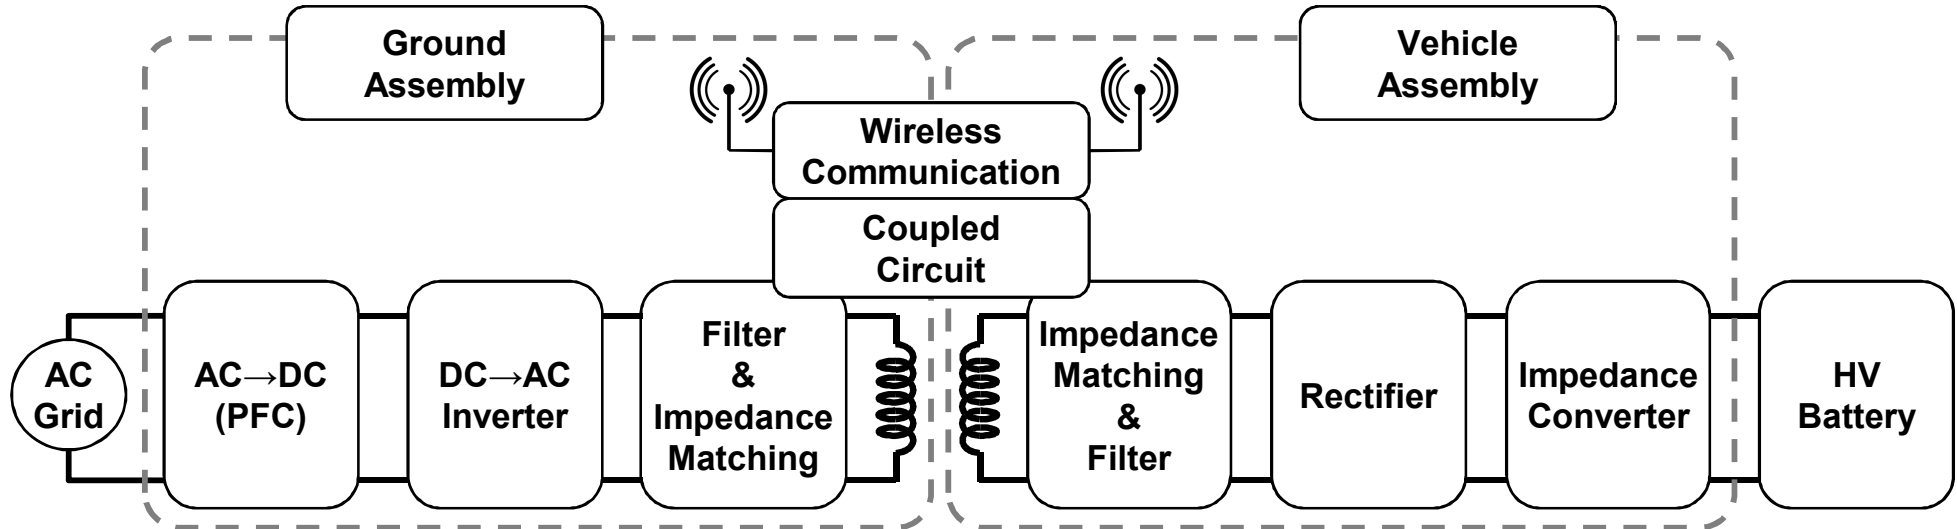 Ground
Assembly
Vehicle
Assembly
Wireless
Communication
Coupled
Circuit
AC
Grid
AC→DC
(PFC)
DC→AC
Inverter
Filter
&
Impedance
Matching
Impedance
Matching
&
Filter
Rectifier
Impedance
Converter
HV
Battery